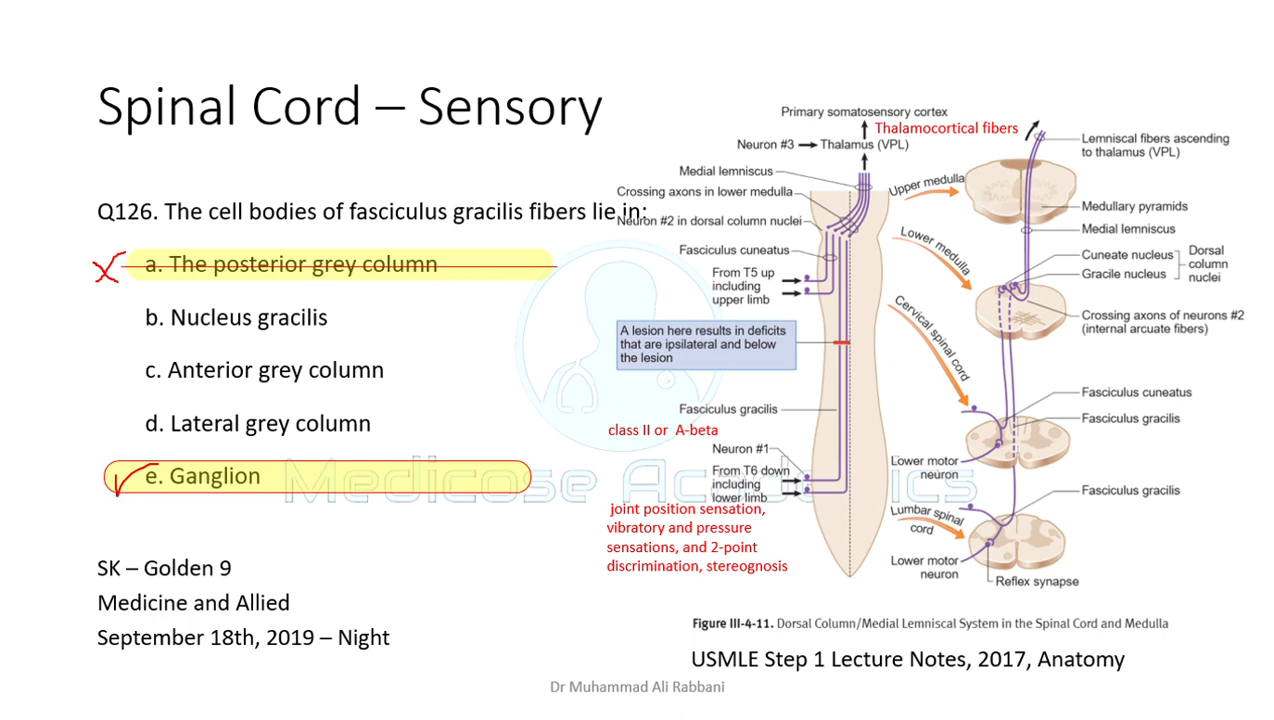 Spinal Cord – Sensory
Q126. The cell bodies of fasciculus gracilis fibers lie in:
a. The posterior grey column
b. Nucleus gracilis
c. Anterior grey column
d. Lateral grey column
e. Ganglion
SK – Golden 9
Medicine and Allied
September 18th, 2019 – Night
Primary somatosensory cortex
Thalamocortical fibers
Neuron #3
Thalamus (VPL)
Medial lemniscus
Crossing axons in lower medulla
Neuron #2 in dorsal column nuclei
Fasciculus cuneatus
From T5 up
including
upper limb
A lesion here results in deficits
that are ipsilateral and below
the lesion
Fasciculus gracilis
class II or A-beta
Neuron #1
From T6 down
including
lower limb
joint position sensation,
vibratory and pressure
sensations, and 2-point
discrimination, stereognosis
Upper medulla
Lower medulla
Cervical spinal cord
Lumbar spinal
cord
Lemniscal fibers ascending
to thalamus (VPL)
Medullary pyramids
Medial lemniscus
Cuneate nucleus
Gracile nucleus
Dorsal
column
nuclei
Crossing axons of neurons #2
(internal arcuate fibers)
Fasciculus cuneatus
Fasciculus gracilis
Lower motor
neuron
Fasciculus gracilis
Lower motor
neuron
Reflex synapse
Medicose Academics
Figure III-4-11. Dorsal Column/Medial Lemniscal System in the Spinal Cord and Medulla
USMLE Step 1 Lecture Notes, 2017, Anatomy
Dr Muhammad Ali Rabbani